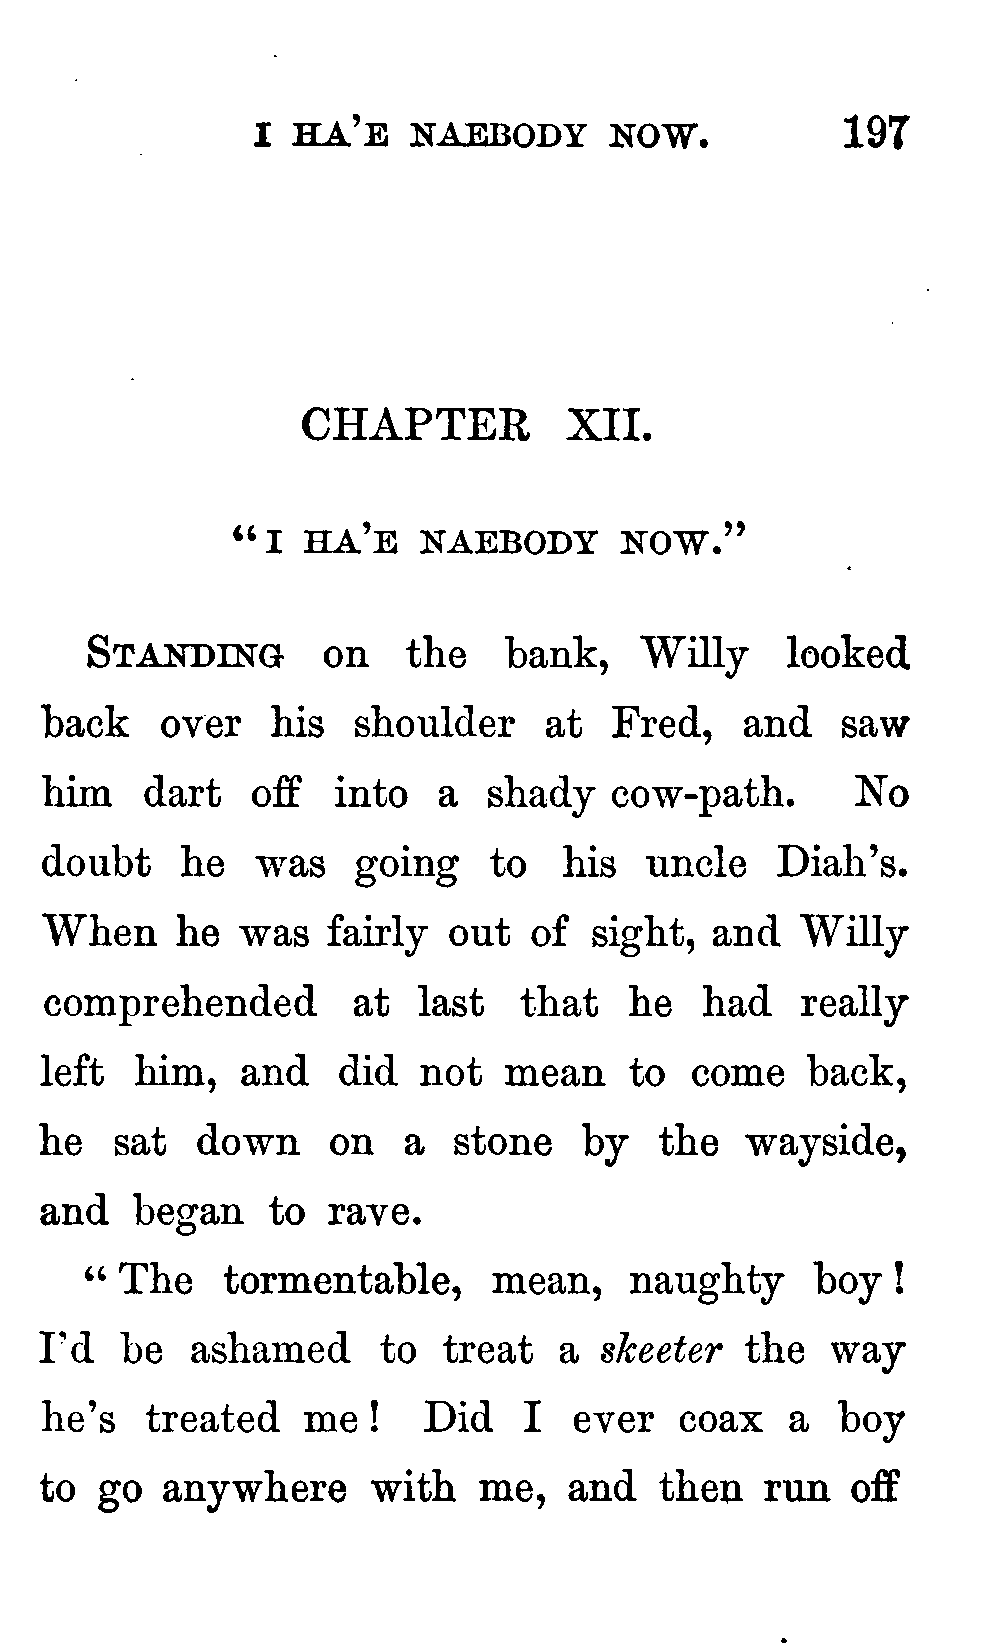 I HA'E NAEBODY NOW. 197
CHAPTER XII.
"I HA'E NAEBODY NOW."
STANDING on the bank, Willy looked
back over his shoulder at Fred, and saw
him dart off into a shady cow-path. No
doubt he was going to his uncle Diah's.
When he was fairly out of sight, and Willy
comprehended at last that he had really
left him, and did not mean to come back,
he sat down on a stone by the wayside,
and began to rave.
"The tormentable, mean, naughty boy!
I'd be ashamed to treat a skeeter the way
he's treated me! Did I ever coax a boy
to go anywhere with me, and then run off